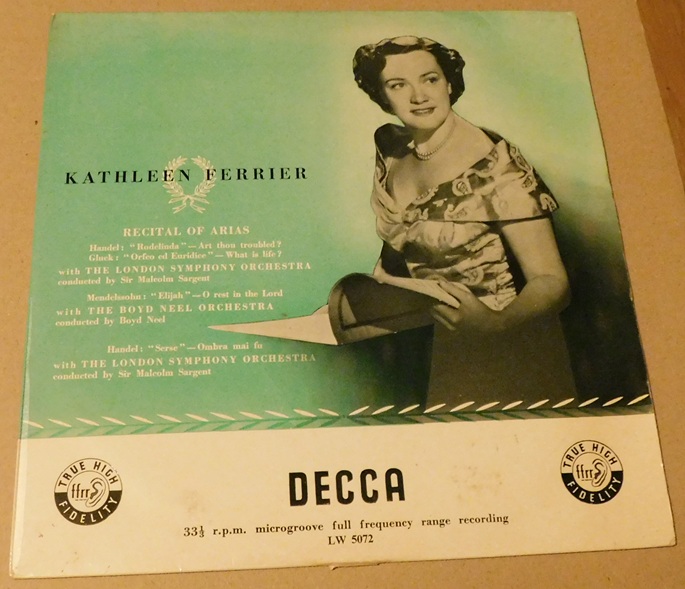 KATHLEEN FERRIER
RECITAL OF ARIAS
Handel: "Rodelinda"—Art thou troubled?
Gluck: "Orfeo ed Euridice"—What is life?
with THE LONDON SYMPHONY ORCHESTRA
conducted by Sir Malcolm Sargent
Mendelssohn: "Elijah"—O rest in the Lord
with THE BOYD NEEL ORCHESTRA
conducted by Boyd Neel
Handel: "Serse"—Ombra mai fu
with THE LONDON SYMPHONY ORCHESTRA
conducted by Sir Malcolm Sargent
TRUE HIGH
ffrr
FIDELITY
DECCA
TRUE HIGH
ffrr
FIDELITY
33⅓ r.p.m. microgroove full frequency range recording
LW 5072